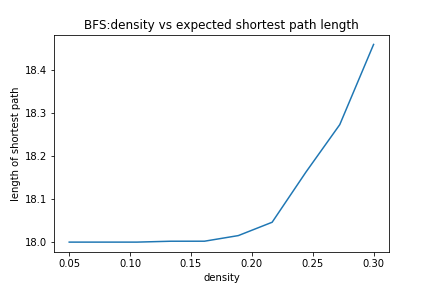 BFS:density vs expected shortest path length
length of shortest path
18.4
18.3
18.2
18.1
18.0
0.05 0.10 0.15 0.20 0.25 0.30
density